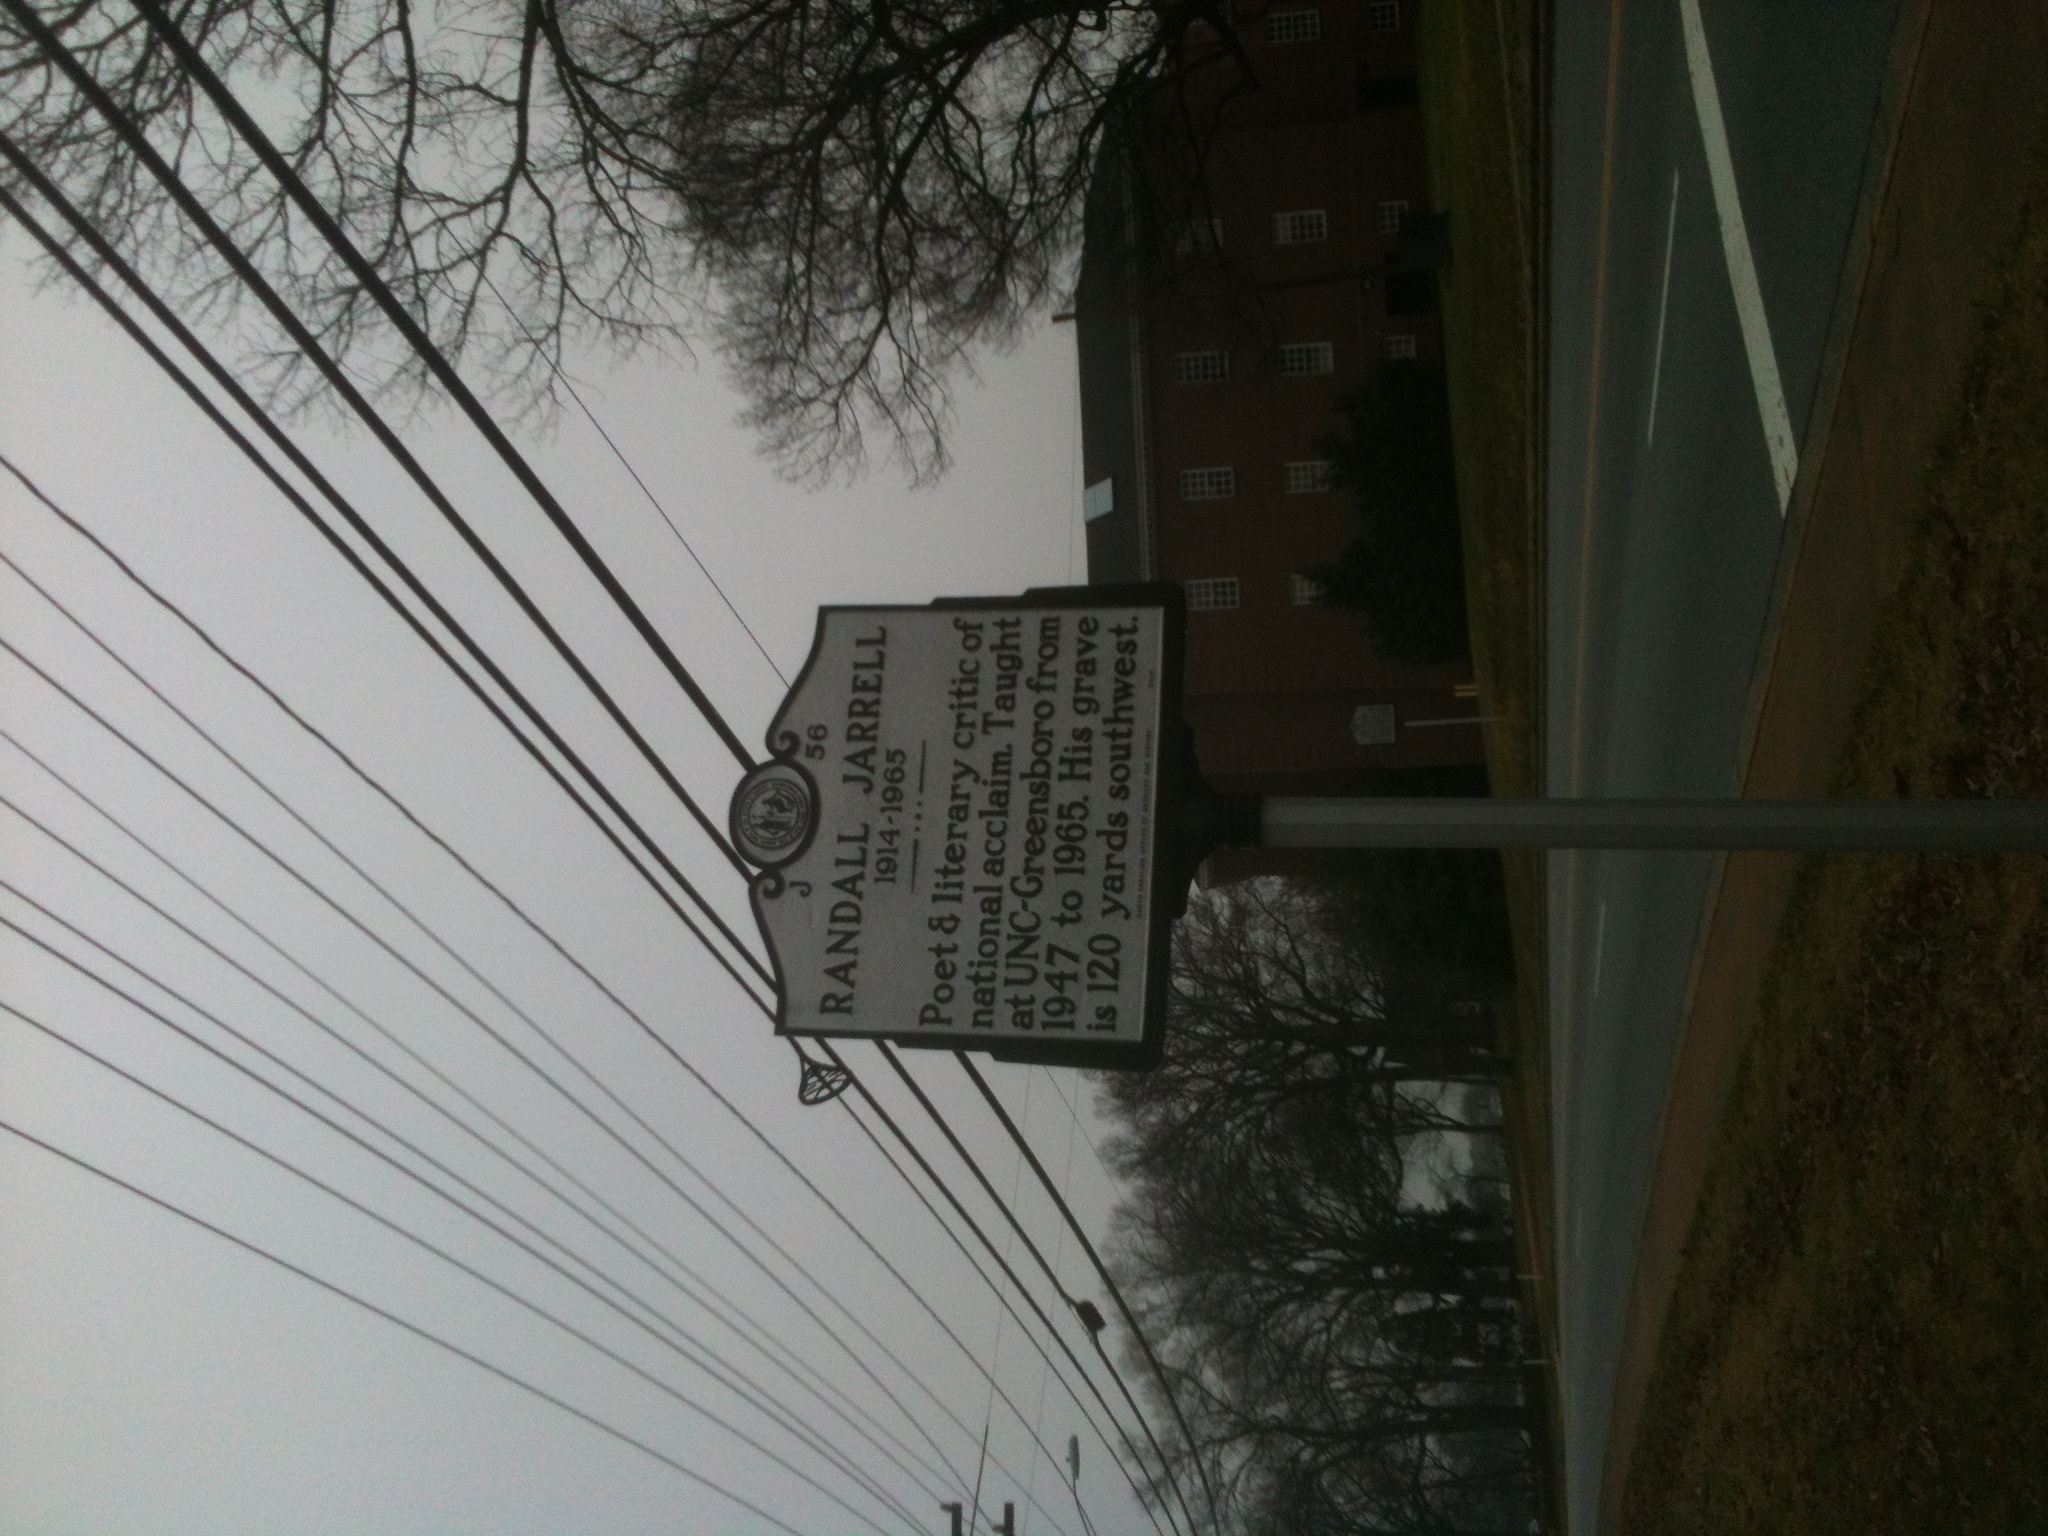 J 56
RANDALL JARRELL
1914-1965
Poet & literary critic of
national acclaim. Taught
at UNC-Greensboro from
1947 to 1965. His grave
is 120 yards southwest.